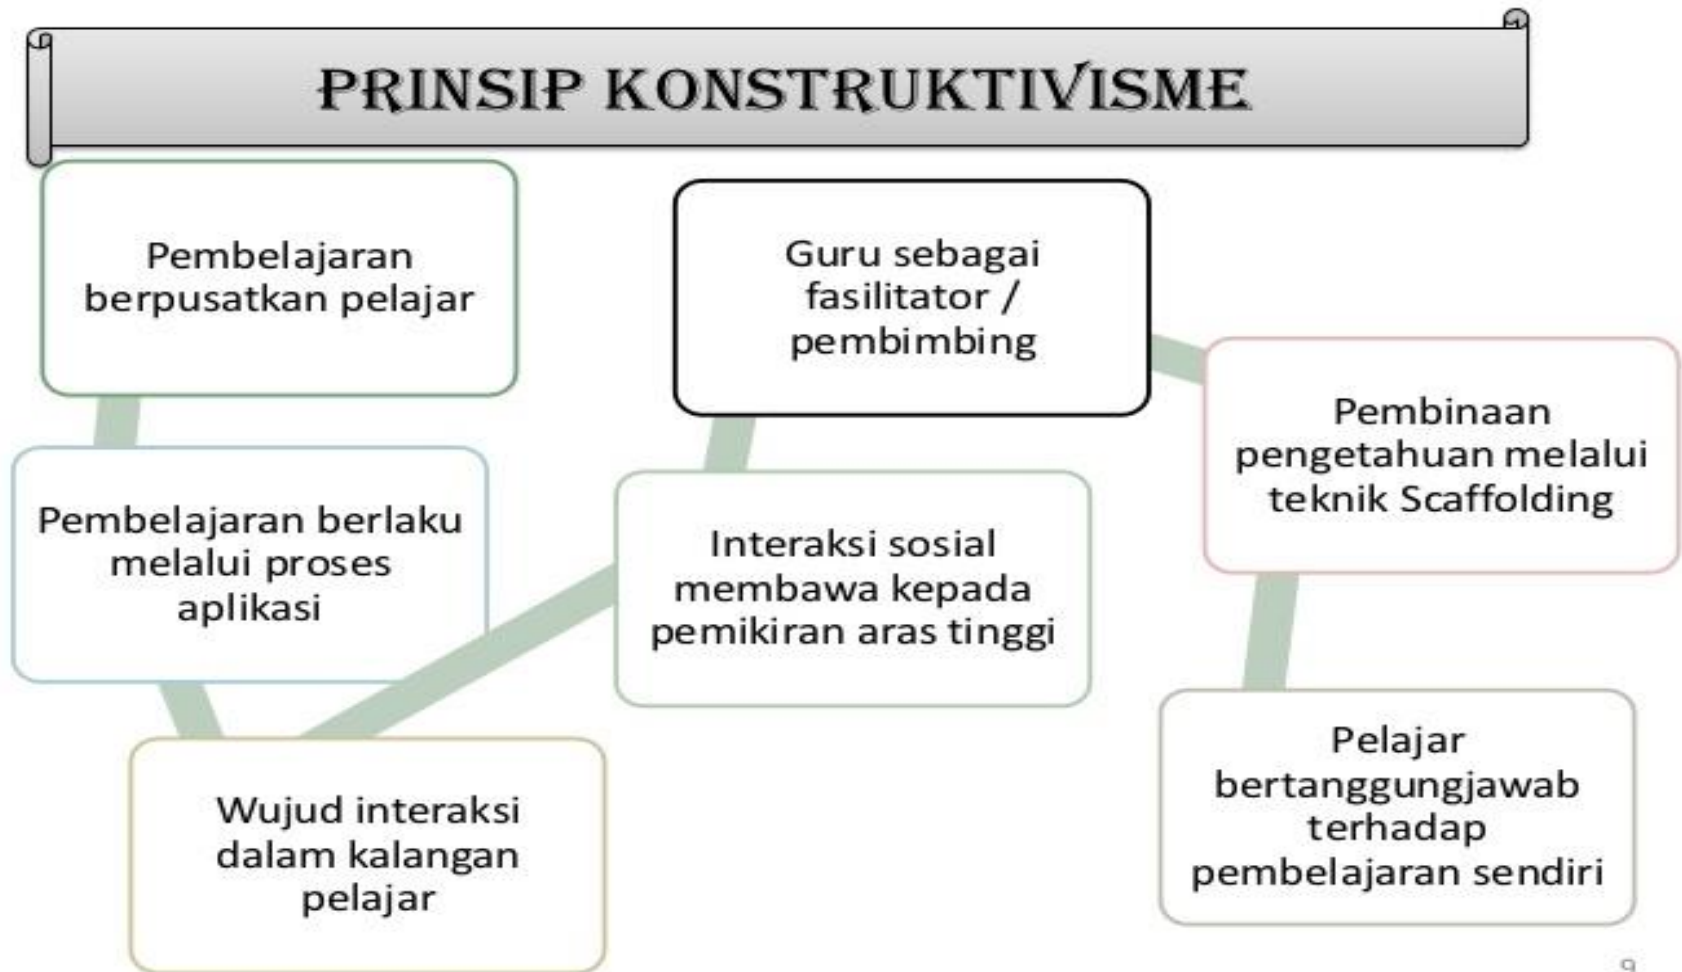 PRINSIP KONSTRUKTIVISME
Pembelajaran
berpusatkan pelajar
Pembelajaran berlaku
melalui proses
aplikasi
Wujud interaksi
dalam kalangan
pelajar
Interaksi sosial
membawa kepada
pemikiran aras tinggi
Guru sebagai
fasilitator /
pembimbing
Pembinaan
pengetahuan melalui
teknik Scaffolding
Pelajar
bertanggungjawab
terhadap
pembelajaran sendiri
9